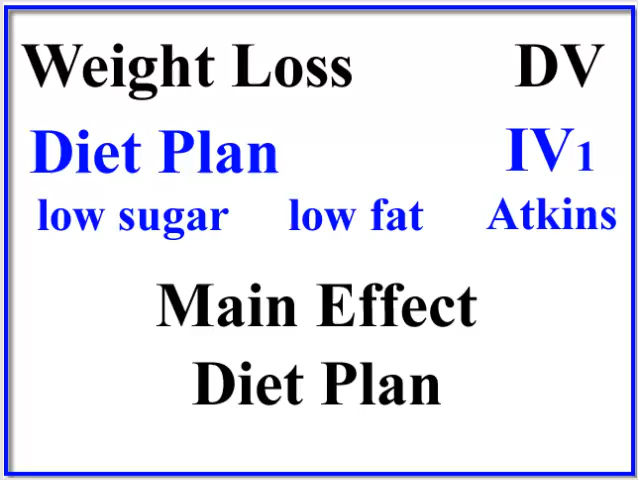 Weight Loss DV
Diet Plan IV1
low sugar low fat Atkins
Main Effect
Diet Plan